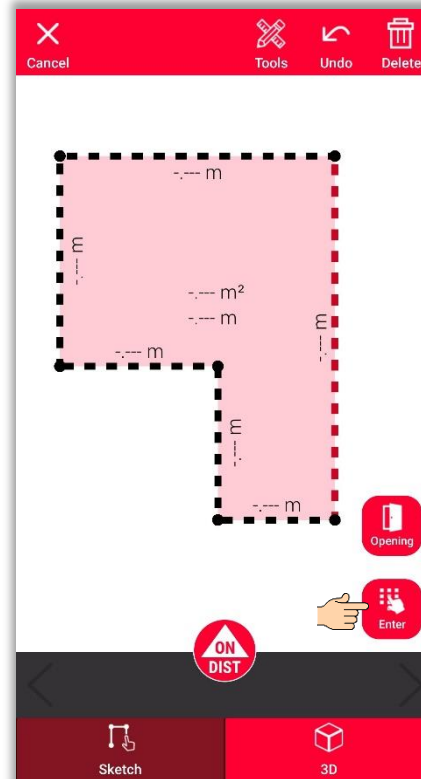 Cancel
Tools
Undo
Delete
-.--- m
-.--- m
-.--- m²
-.--- m
-.--- m
-.--- m
-.--- m
-.--- m
Opening
Enter
ON
DIST
Sketch
3D